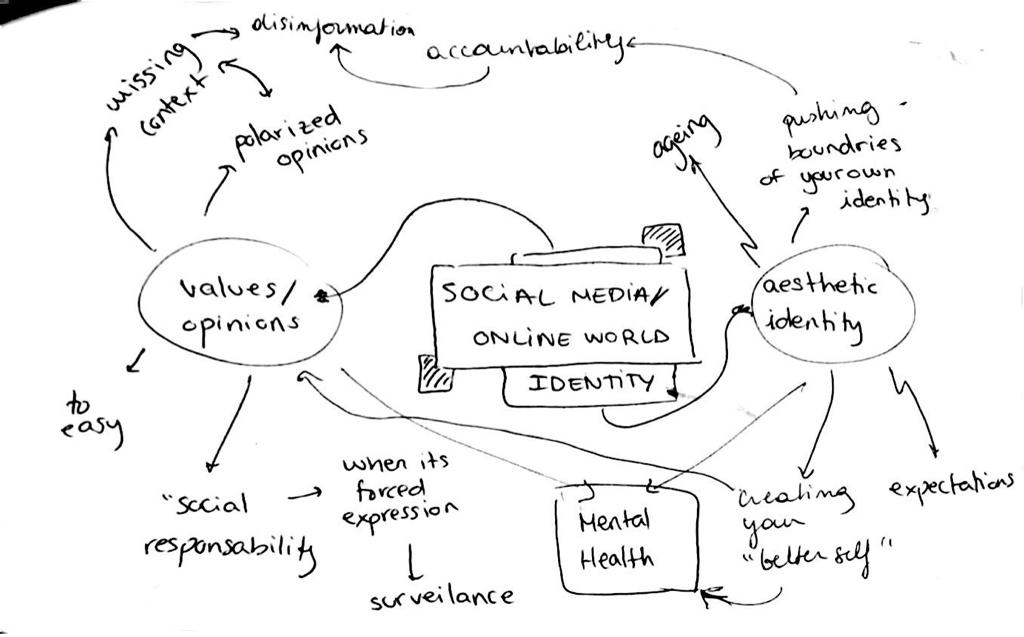 disinformation
missing
context
accountability
polarized
opinions
ageing
pushing -
boundries
of your own
identity
values/
opinions
SOCIAL MEDIA/
ONLINE WORLD
IDENTITY
aesthetic
identity
to
easy
"social
responsability
when its
forced
expression
surveilance
Mental
Health
creating
your
"better self"
expectations